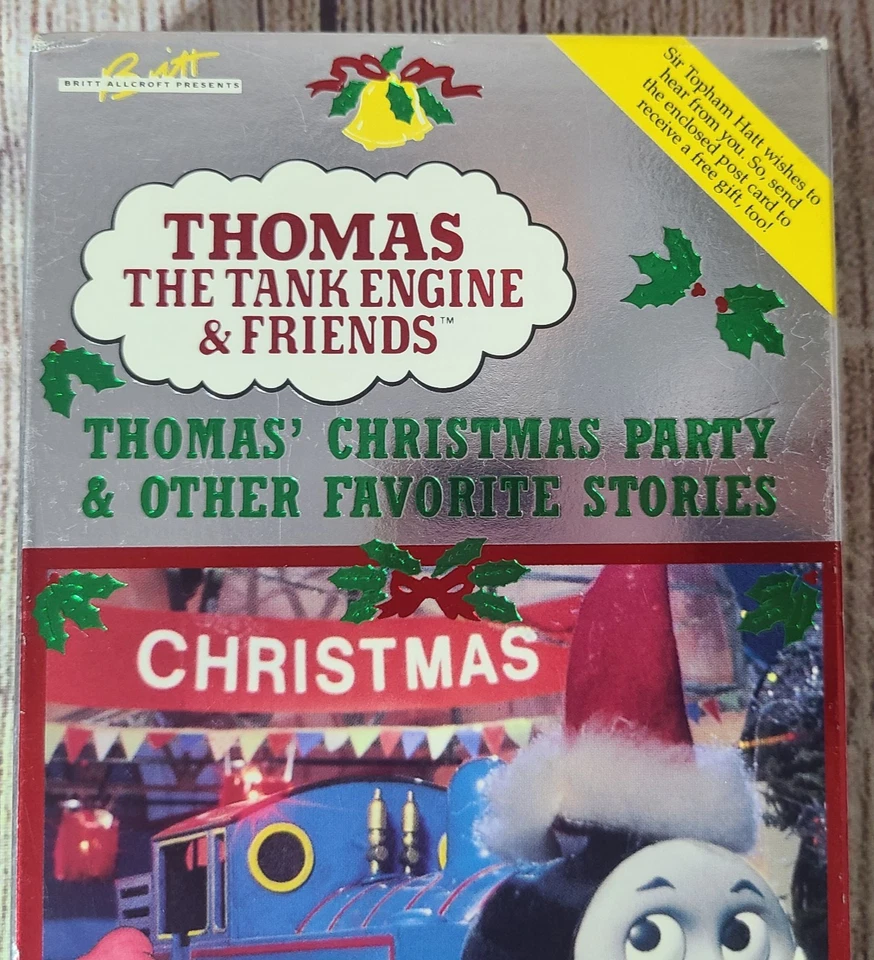 Britt
BRITT ALLCROFT PRESENTS
Sir Topham Hatt wishes to
hear from you. So, send
the enclosed post card to
receive a free gift, too!
THOMAS
THE TANK ENGINE
& FRIENDS™
THOMAS' CHRISTMAS PARTY
& OTHER FAVORITE STORIES
CHRISTMAS